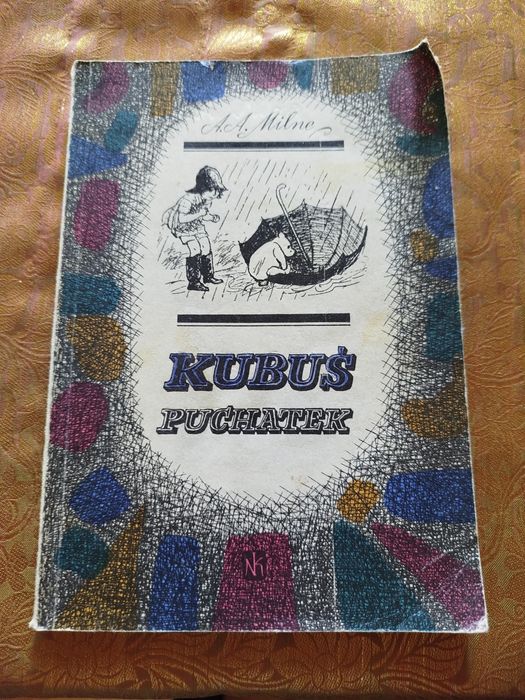 A.A. Milne
KUBUŚ
PUCHATEK
NK